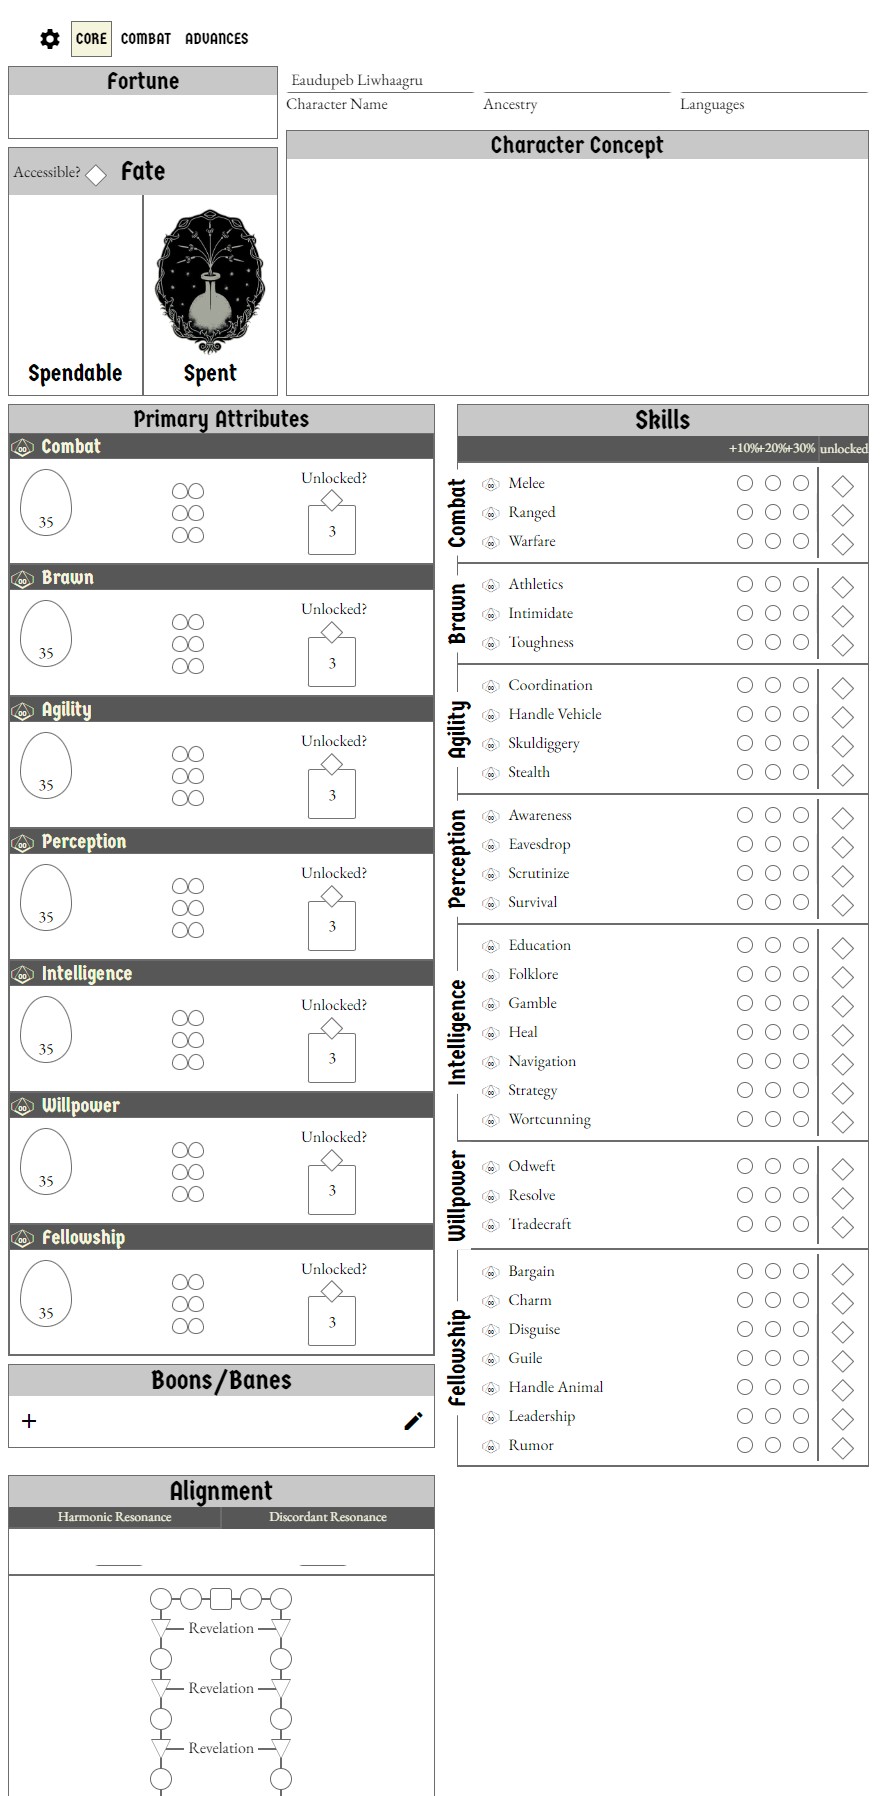 CORE COMBAT ADVANCES
Fortune
Eaudupeb Liwhaagru
Character Name Ancestry Languages
Accessible? Fate
Spendable Spent
Character Concept
Primary Attributes
Combat
Unlocked?
35 3
Brawn
Unlocked?
35 3
Agility
Unlocked?
35 3
Perception
Unlocked?
35 3
Intelligence
Unlocked?
35 3
Willpower
Unlocked?
35 3
Fellowship
Unlocked?
35 3
Boons/Banes
+
Alignment
Harmonic Resonance Discordant Resonance
Revelation
Revelation
Revelation
Skills
+10% +20% +30% unlocked
Combat
Melee
Ranged
Warfare
Brawn
Athletics
Intimidate
Toughness
Agility
Coordination
Handle Vehicle
Skuldiggery
Stealth
Perception
Awareness
Eavesdrop
Scrutinize
Survival
Intelligence
Education
Folklore
Gamble
Heal
Navigation
Strategy
Wortcunning
Willpower
Odweft
Resolve
Tradecraft
Fellowship
Bargain
Charm
Disguise
Guile
Handle Animal
Leadership
Rumor